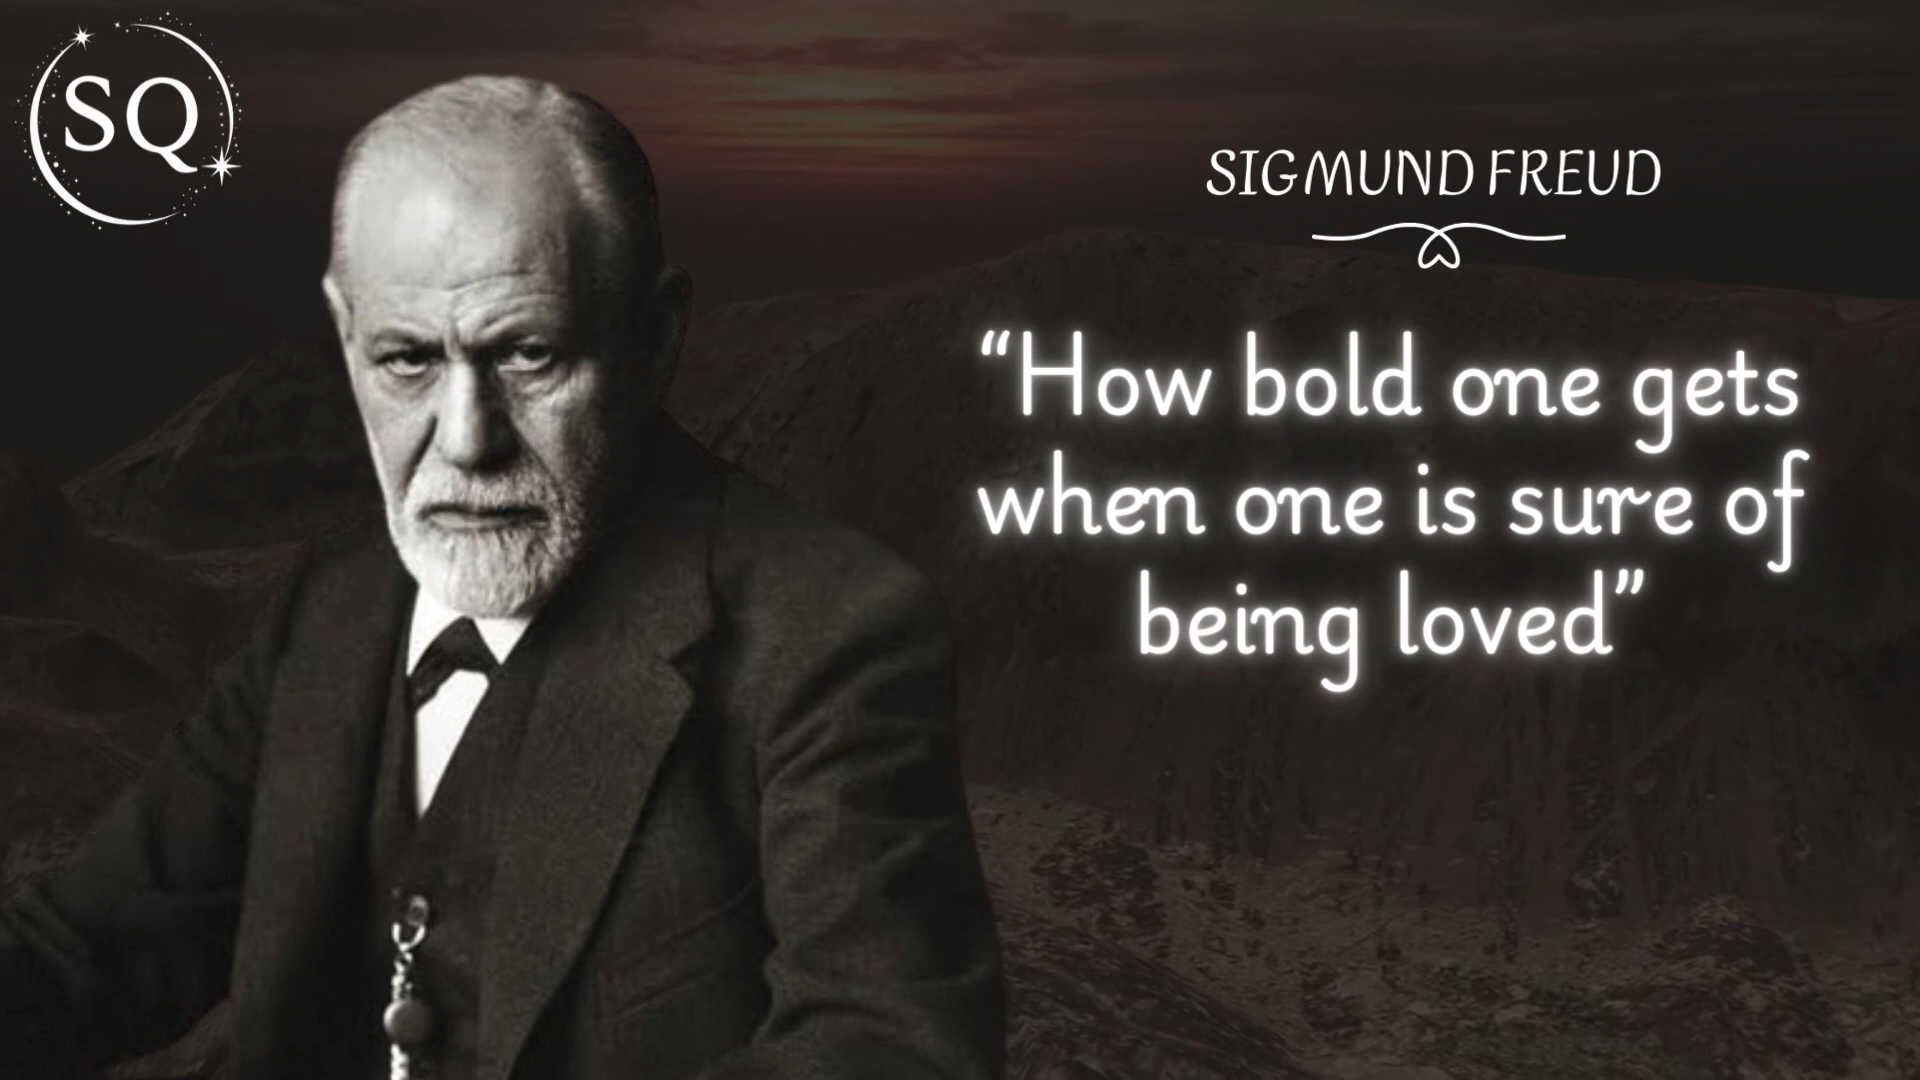 SQ
SIGMUND FREUD
“How bold one gets
when one is sure of
being loved”